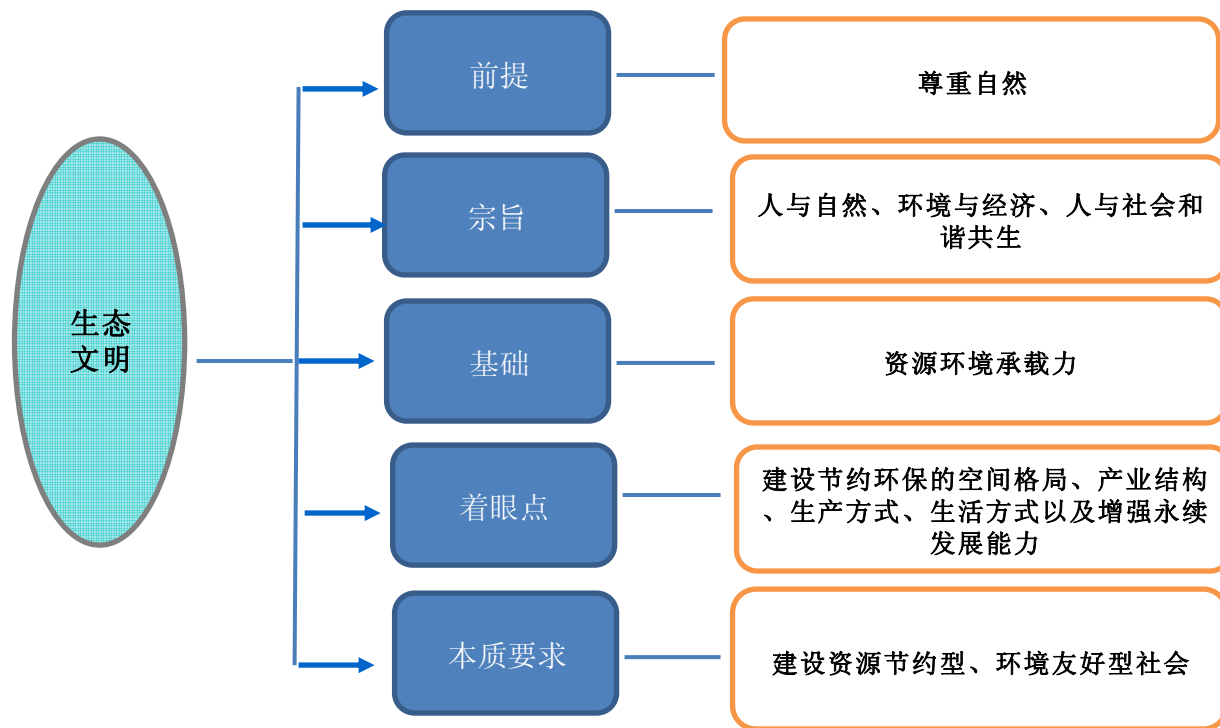 生态
文明
前提
尊重自然
宗旨
人与自然、环境与经济、人与社会和
谐共生
基础
资源环境承载力
着眼点
建设节约环保的空间格局、产业结构
、生产方式、生活方式以及增强永续
发展能力
本质要求
建设资源节约型、环境友好型社会